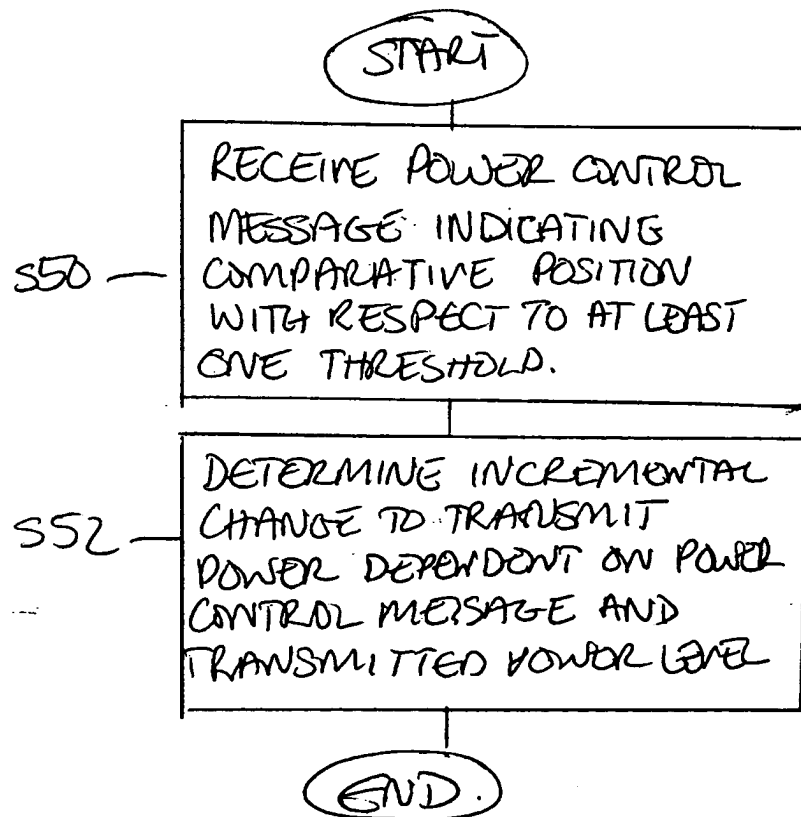 START
RECEIVE POWER CONTROL
MESSAGE INDICATING
S50
COMPARATIVE POSITION
WITH RESPECT TO AT LEAST
ONE THRESHOLD.
DETERMINE INCREMENTAL
S52
CHANGE TO TRANSMIT
POWER DEPENDENT ON POWER
CONTROL MESSAGE AND
TRANSMITTED POWER LEVEL
END.